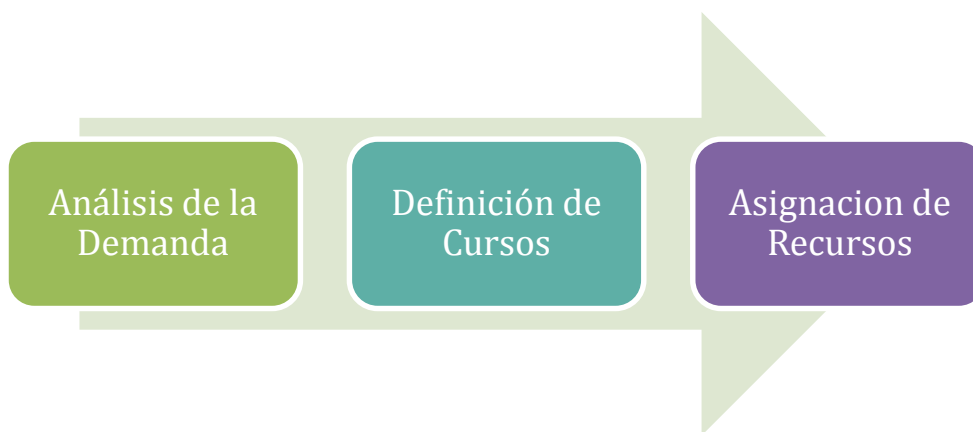 Análisis de la
Demanda
Definición de
Cursos
Asignacion de
Recursos